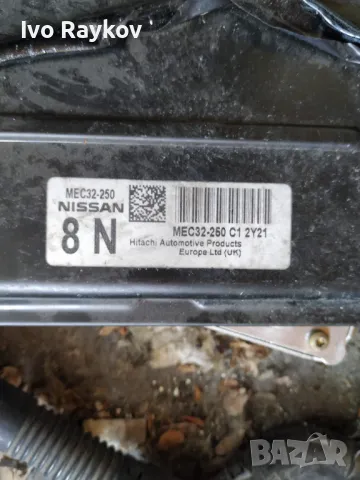 Ivo Raykov
MEC32-250
NISSAN
8 N
MEC32-250 C1 2Y21
Hitachi Automotive Products
Europe Ltd (UK)
BAZAR